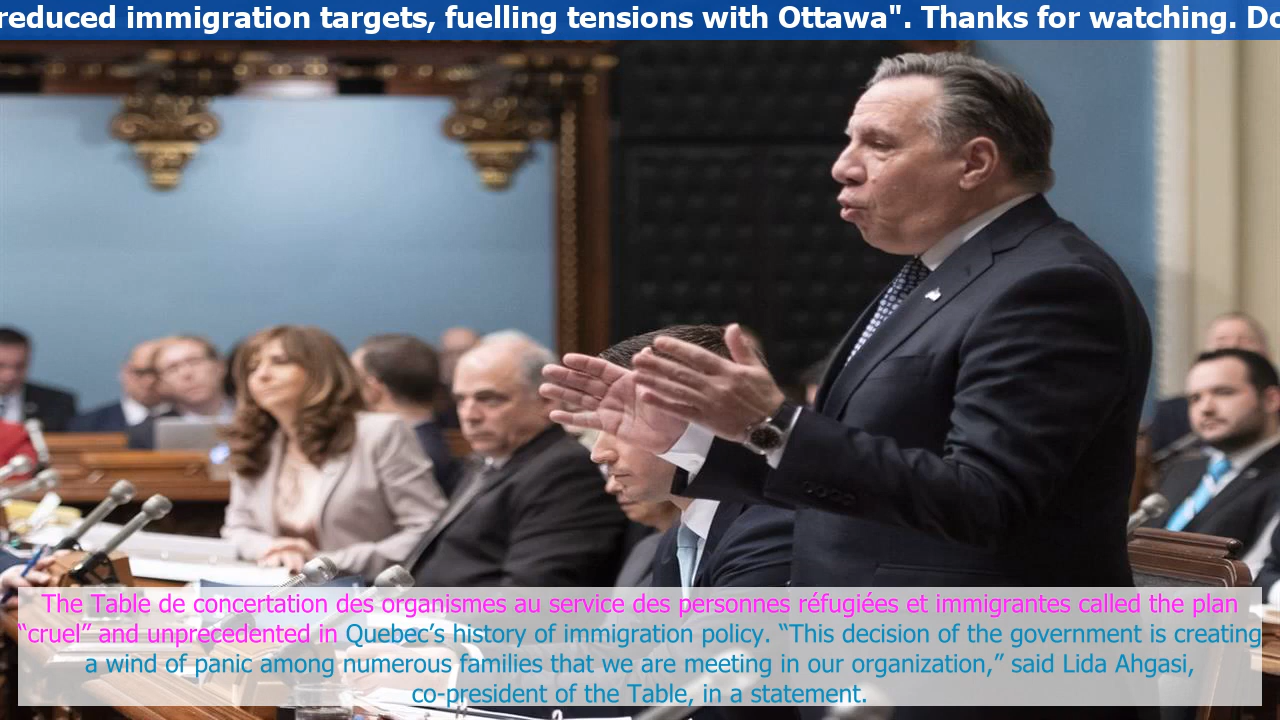 reduced immigration targets, fuelling tensions with Ottawa". Thanks for watching. Do
The Table de concertation des organismes au service des personnes réfugiées et immigrantes called the plan
“cruel” and unprecedented in Quebec’s history of immigration policy. “This decision of the government is creating
a wind of panic among numerous families that we are meeting in our organization,” said Lida Ahgasi,
co-president of the Table, in a statement.